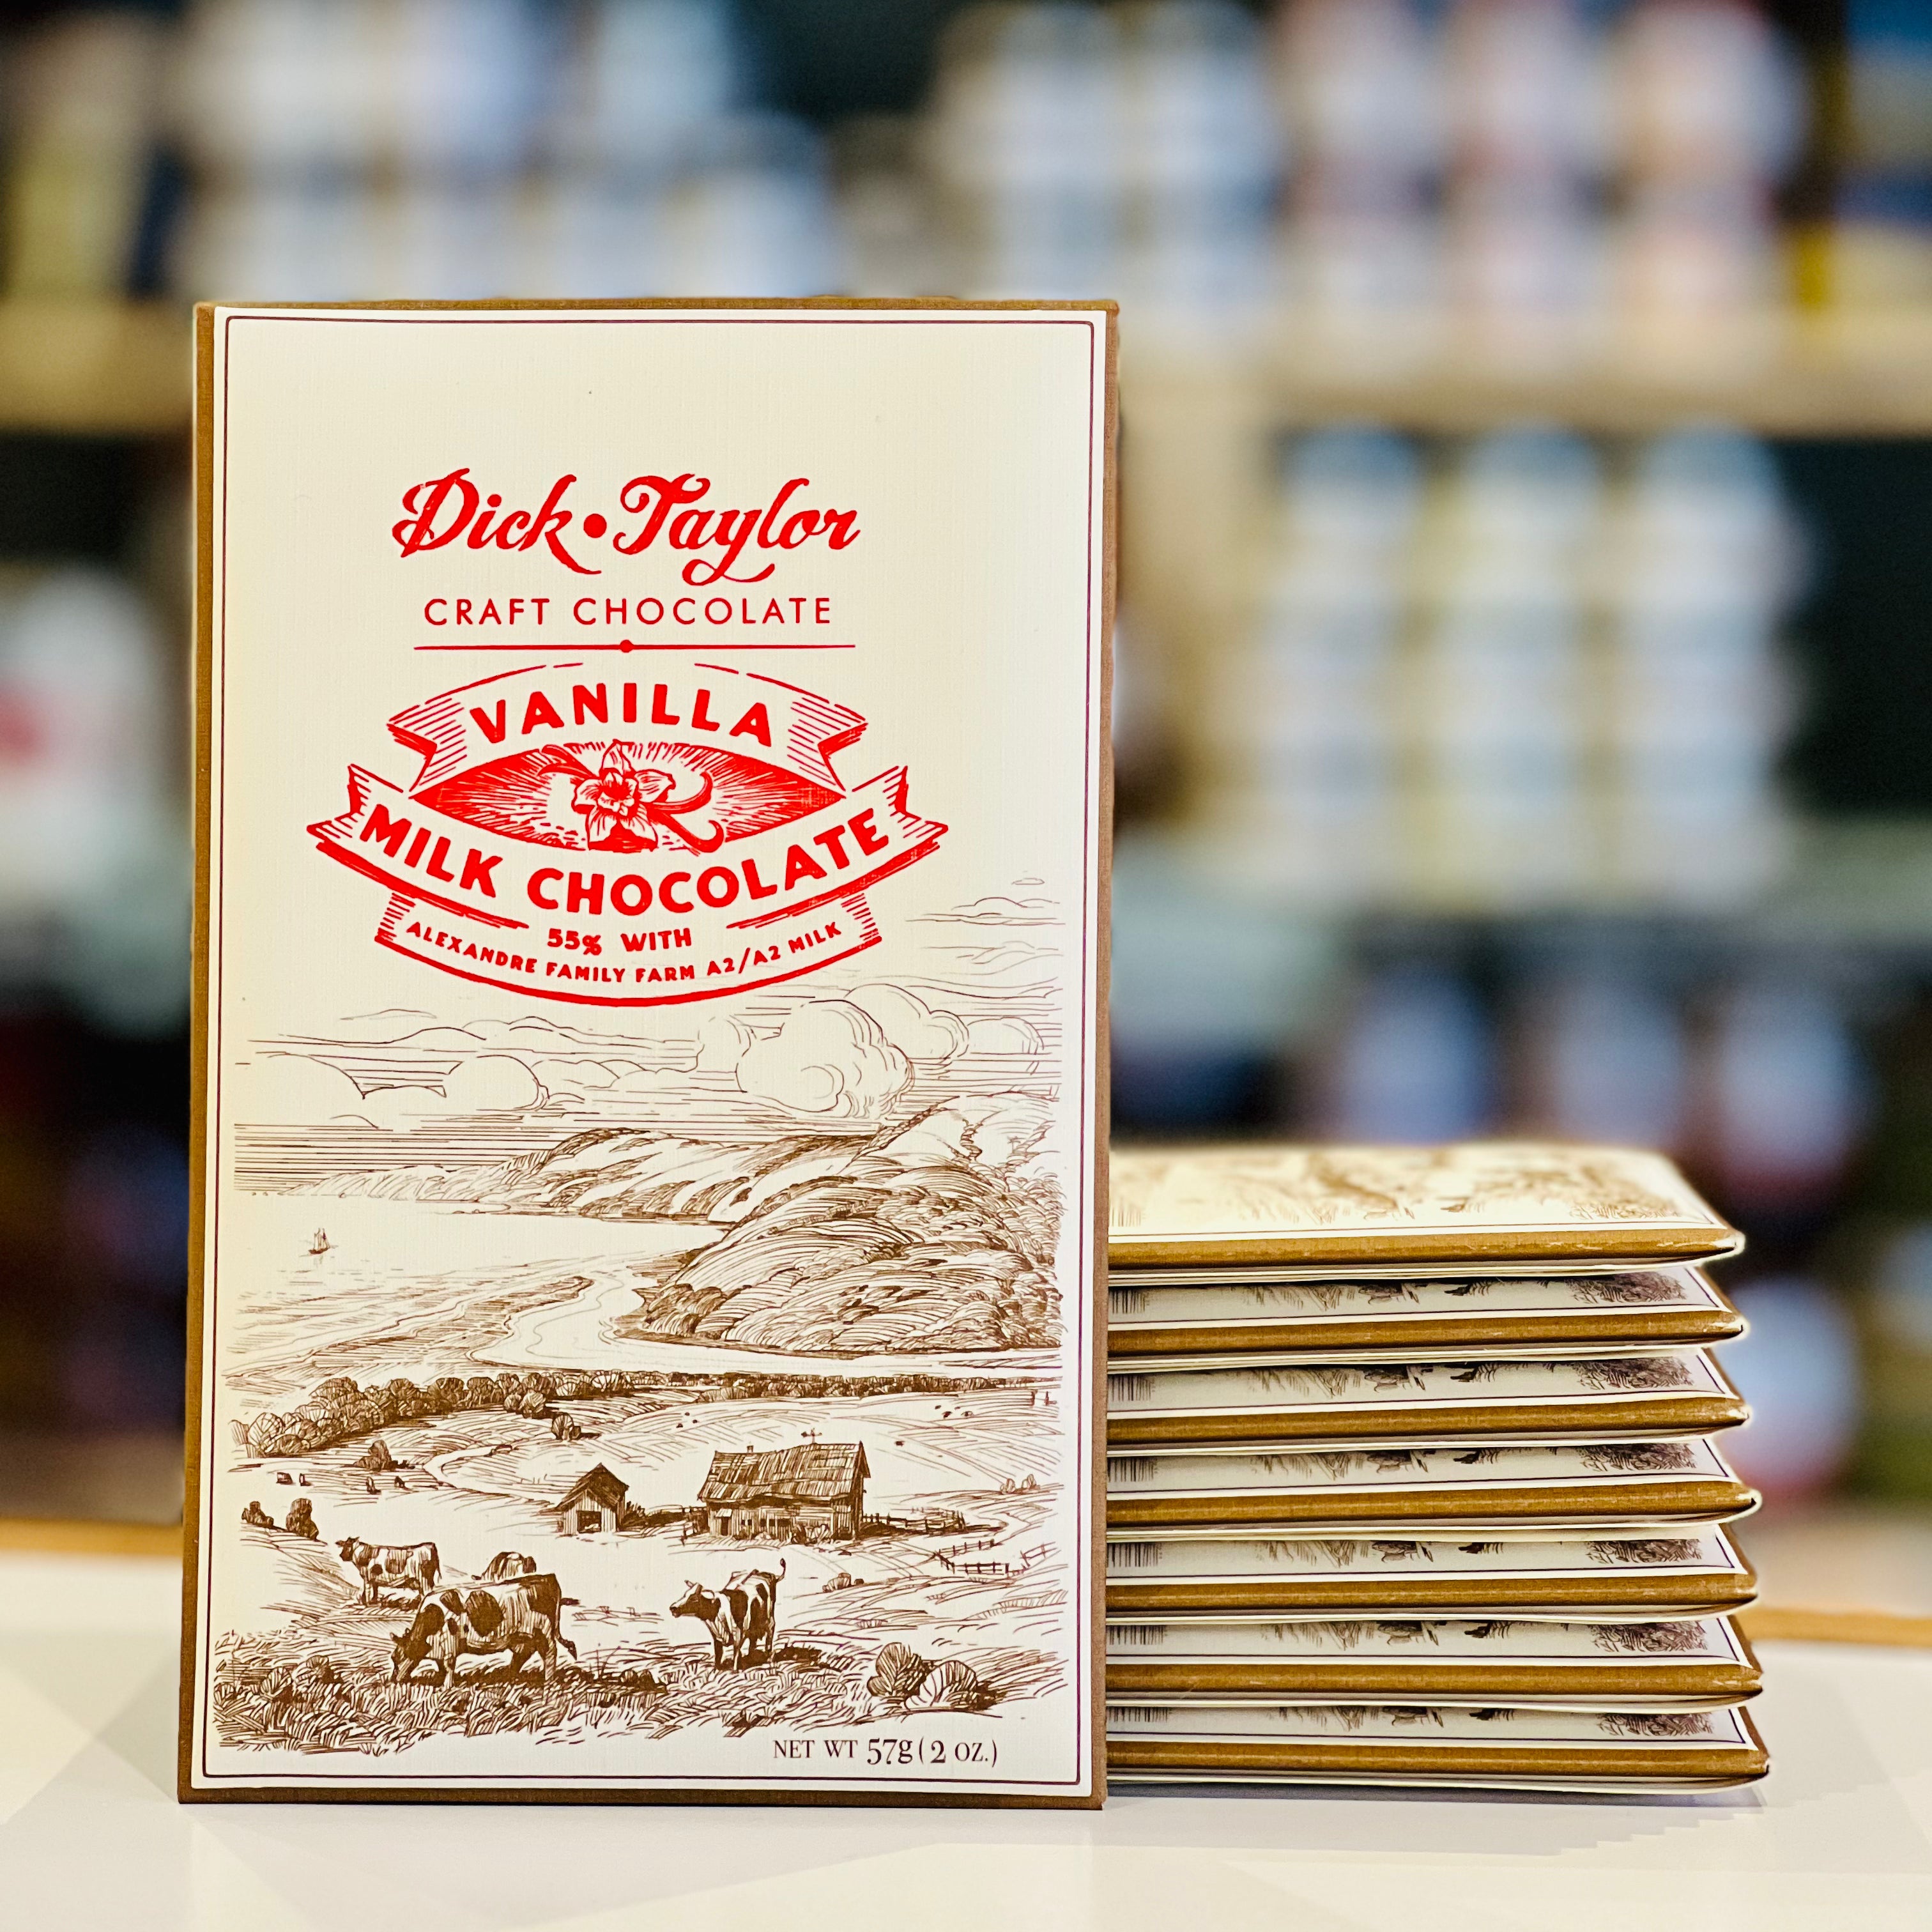 Dick•Taylor
CRAFT CHOCOLATE
VANILLA
MILK CHOCOLATE
55% WITH
ALEXANDRE FAMILY FARM A2/A2 MILK
NET WT 57g(2 OZ.)